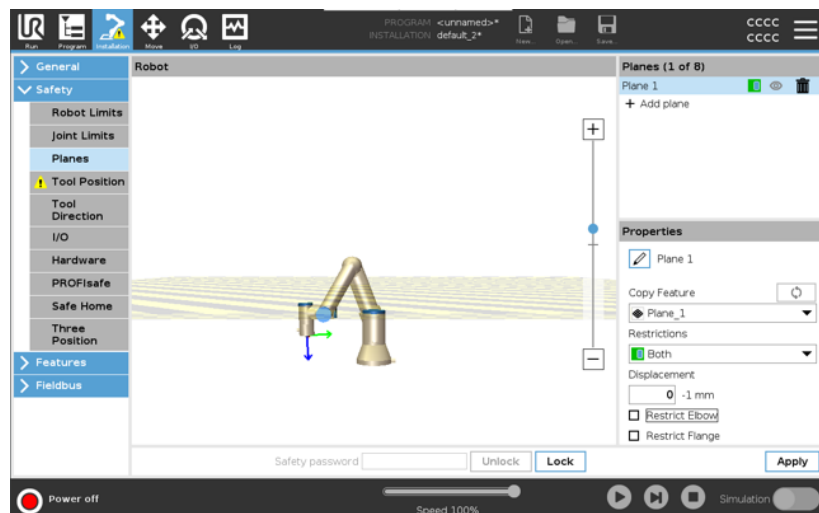 UR
Run
Program
Installation
Move
I/O
Log
PROGRAM <unnamed>*
INSTALLATION default_2*
New...
Open...
Save...
CCCC
CCCC
General
Safety
Robot Limits
Joint Limits
Planes
Tool Position
Tool
Direction
I/O
Hardware
PROFIsafe
Safe Home
Three
Position
Features
Fieldbus
Robot
+
−
Planes (1 of 8)
Plane 1
+ Add plane
Properties
Plane 1
Copy Feature
Plane_1
Restrictions
Both
Displacement
0 -1 mm
Restrict Elbow
Restrict Flange
Safety password
Unlock
Lock
Apply
Power off
Speed 100%
Simulation